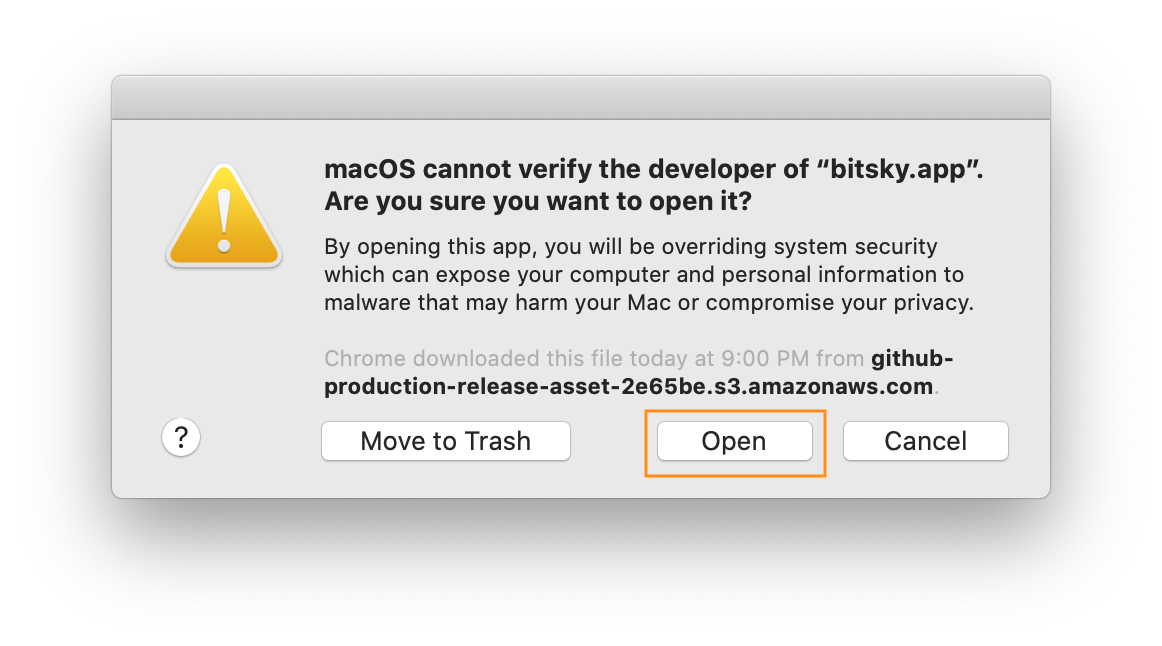 macOS cannot verify the developer of “bitsky.app”.
Are you sure you want to open it?
By opening this app, you will be overriding system security
which can expose your computer and personal information to
malware that may harm your Mac or compromise your privacy.
Chrome downloaded this file today at 9:00 PM from github-
production-release-asset-2e65be.s3.amazonaws.com.
? Move to Trash Open Cancel